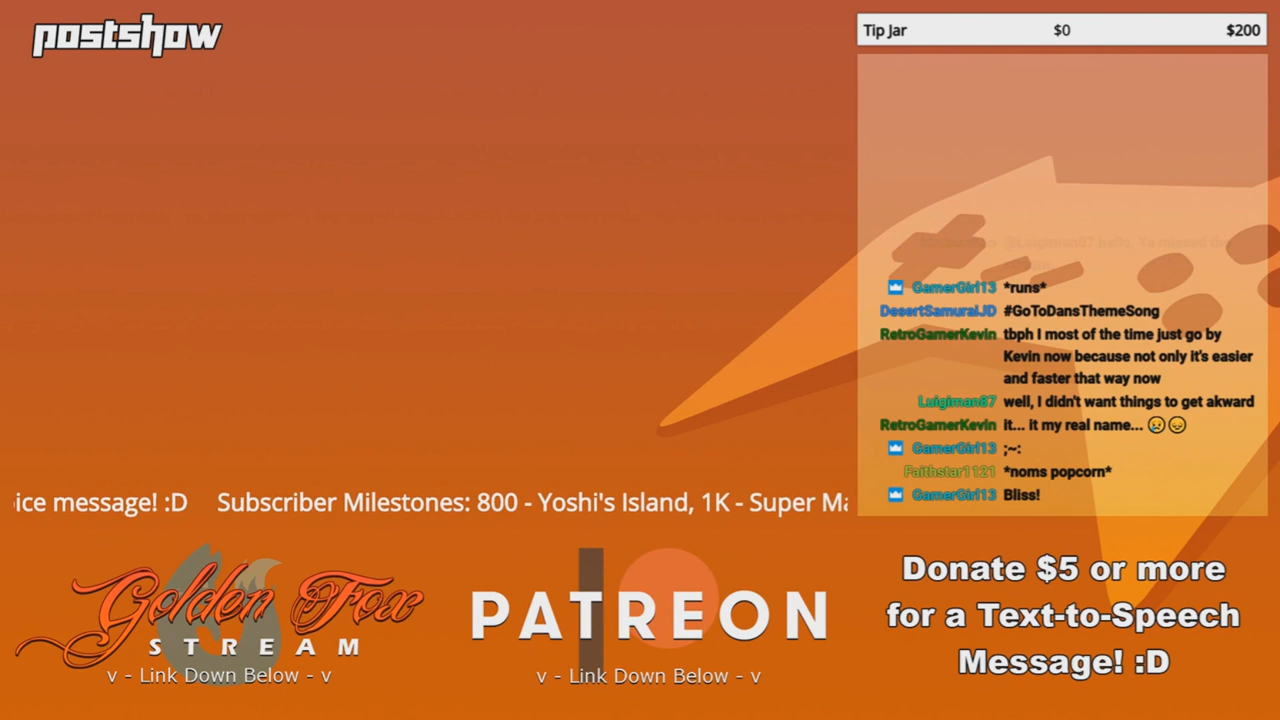 postshow
Tip Jar $0 $200
GamerGirl13 *runs*
DesertSamuraiJD #GoToDansThemeSong
RetroGamerKevin tbph I most of the time just go by
Kevin now because not only it's easier
and faster that way now
Luigiman87 well, I didn't want things to get akward
RetroGamerKevin it... it my real name... 😢😔
GamerGirl13 ;~:
Faithstar1121 *noms popcorn*
GamerGirl13 Bliss!
ice message! :D Subscriber Milestones: 800 - Yoshi's Island, 1K - Super Ma
Golden Fox
STREAM
v - Link Down Below - v
PATREON
v - Link Down Below - v
Donate $5 or more
for a Text-to-Speech
Message! :D